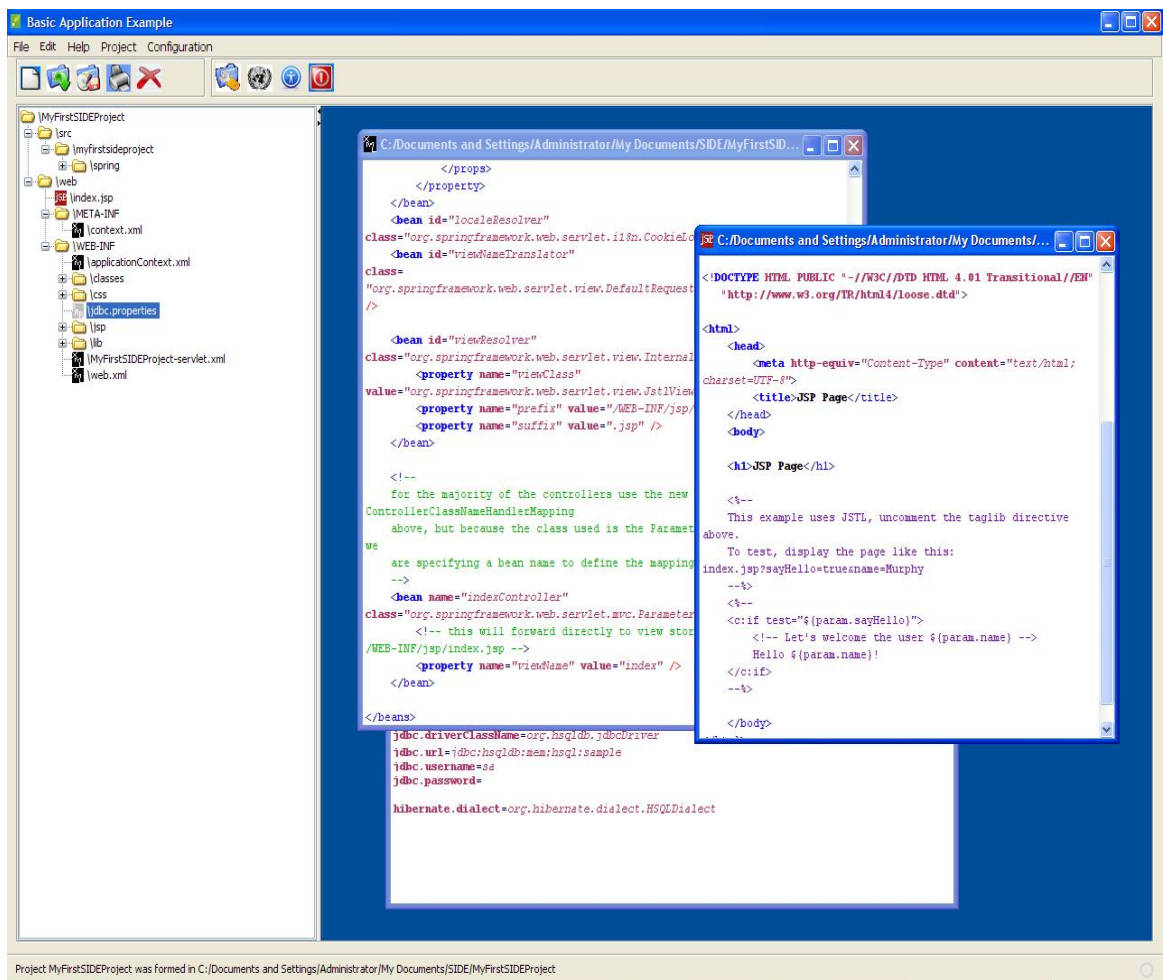 Basic Application Example
File Edit Help Project Configuration
\MyFirstSIDEProject
\src
\myfirstsideproject
\spring
\web
\index.jsp
\META-INF
\context.xml
\WEB-INF
\applicationContext.xml
\classes
\css
\jdbc.properties
\jsp
\lib
\MyFirstSIDEProject-servlet.xml
\web.xml
C:/Documents and Settings/Administrator/My Documents/SIDE/MyFirstSID...
</props>
</property>
</bean>
<bean id="localeResolver"
class="org.springframework.web.servlet.i18n.CookieLo
<bean id="viewNameTranslator"
class=
"org.springframework.web.servlet.view.DefaultRequest
/>
<bean id="viewResolver"
class="org.springframework.web.servlet.view.Internal
<property name="viewClass"
value="org.springframework.web.servlet.view.JstlView
<property name="prefix" value="/WEB-INF/jsp/
<property name="suffix" value=".jsp" />
</bean>
<!--
for the majority of the controllers use the new
ControllerClassNameHandlerMapping
above, but because the class used is the Paramet
we
are specifying a bean name to define the mapping
-->
<bean name="indexController"
class="org.springframework.web.servlet.mvc.Parameter
<!-- this will forward directly to view stor
/WEB-INF/jsp/index.jsp -->
<property name="viewName" value="index" />
</bean>
</beans>
C:/Documents and Settings/Administrator/My Documents/...
<!DOCTYPE HTML PUBLIC "-//W3C//DTD HTML 4.01 Transitional//EN"
"http://www.w3.org/TR/html4/loose.dtd">
<html>
<head>
<meta http-equiv="Content-Type" content="text/html;
charset=UTF-8">
<title>JSP Page</title>
</head>
<body>
<h1>JSP Page</h1>
<%--
This example uses JSTL, uncomment the taglib directive
above.
To test, display the page like this:
index.jsp?sayHello=true&name=Murphy
--%>
<%--
<c:if test="${param.sayHello}">
<!-- Let's welcome the user ${param.name} -->
Hello ${param.name}!
</c:if>
--%>
</body>
jdbc.driverClassName=org.hsqldb.jdbcDriver
jdbc.url=jdbc:hsqldb:mem:hsql:sample
jdbc.username=sa
jdbc.password=
hibernate.dialect=org.hibernate.dialect.HSQLDialect
Project MyFirstSIDEProject was formed in C:/Documents and Settings/Administrator/My Documents/SIDE/MyFirstSIDEProject